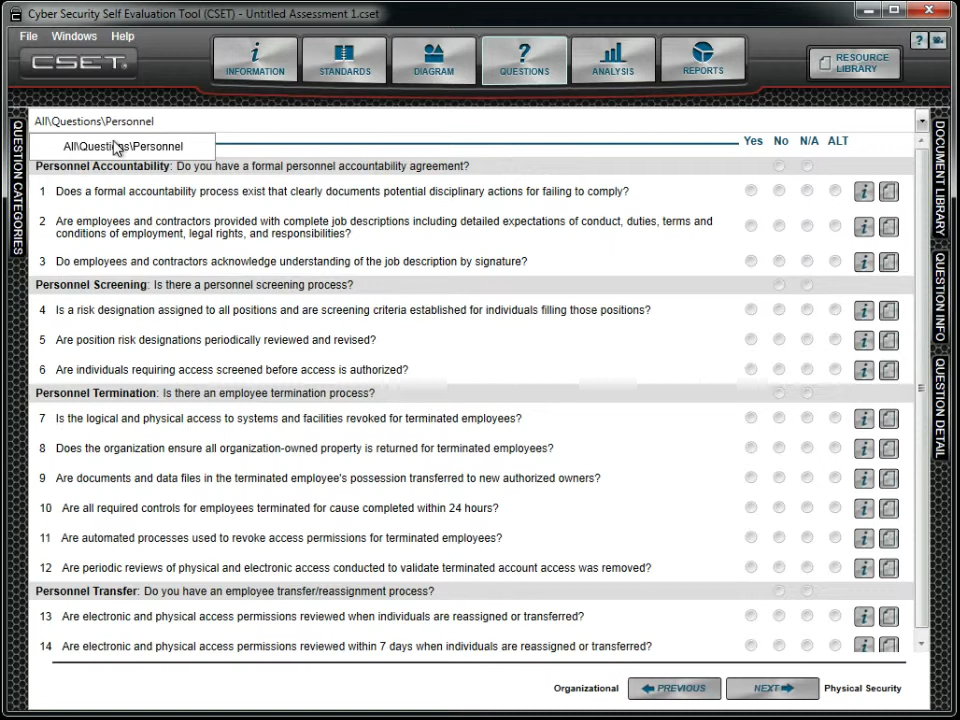 Cyber Security Self Evaluation Tool (CSET) - Untitled Assessment 1.cset
File Windows Help
CSET
INFORMATION
STANDARDS
DIAGRAM
QUESTIONS
ANALYSIS
REPORTS
RESOURCE
LIBRARY
QUESTION CATEGORIES
All\Questions\Personnel
All\Questions\Personnel
Yes No N/A ALT
Personnel Accountability: Do you have a formal personnel accountability agreement?
1 Does a formal accountability process exist that clearly documents potential disciplinary actions for failing to comply?
2 Are employees and contractors provided with complete job descriptions including detailed expectations of conduct, duties, terms and
conditions of employment, legal rights, and responsibilities?
3 Do employees and contractors acknowledge understanding of the job description by signature?
Personnel Screening: Is there a personnel screening process?
4 Is a risk designation assigned to all positions and are screening criteria established for individuals filling those positions?
5 Are position risk designations periodically reviewed and revised?
6 Are individuals requiring access screened before access is authorized?
Personnel Termination: Is there an employee termination process?
7 Is the logical and physical access to systems and facilities revoked for terminated employees?
8 Does the organization ensure all organization-owned property is returned for terminated employees?
9 Are documents and data files in the terminated employee's possession transferred to new authorized owners?
10 Are all required controls for employees terminated for cause completed within 24 hours?
11 Are automated processes used to revoke access permissions for terminated employees?
12 Are periodic reviews of physical and electronic access conducted to validate terminated account access was removed?
Personnel Transfer: Do you have an employee transfer/reassignment process?
13 Are electronic and physical access permissions reviewed when individuals are reassigned or transferred?
14 Are electronic and physical access permissions reviewed within 7 days when individuals are reassigned or transferred?
DOCUMENT LIBRARY
QUESTION INFO
QUESTION DETAIL
Organizational PREVIOUS NEXT Physical Security